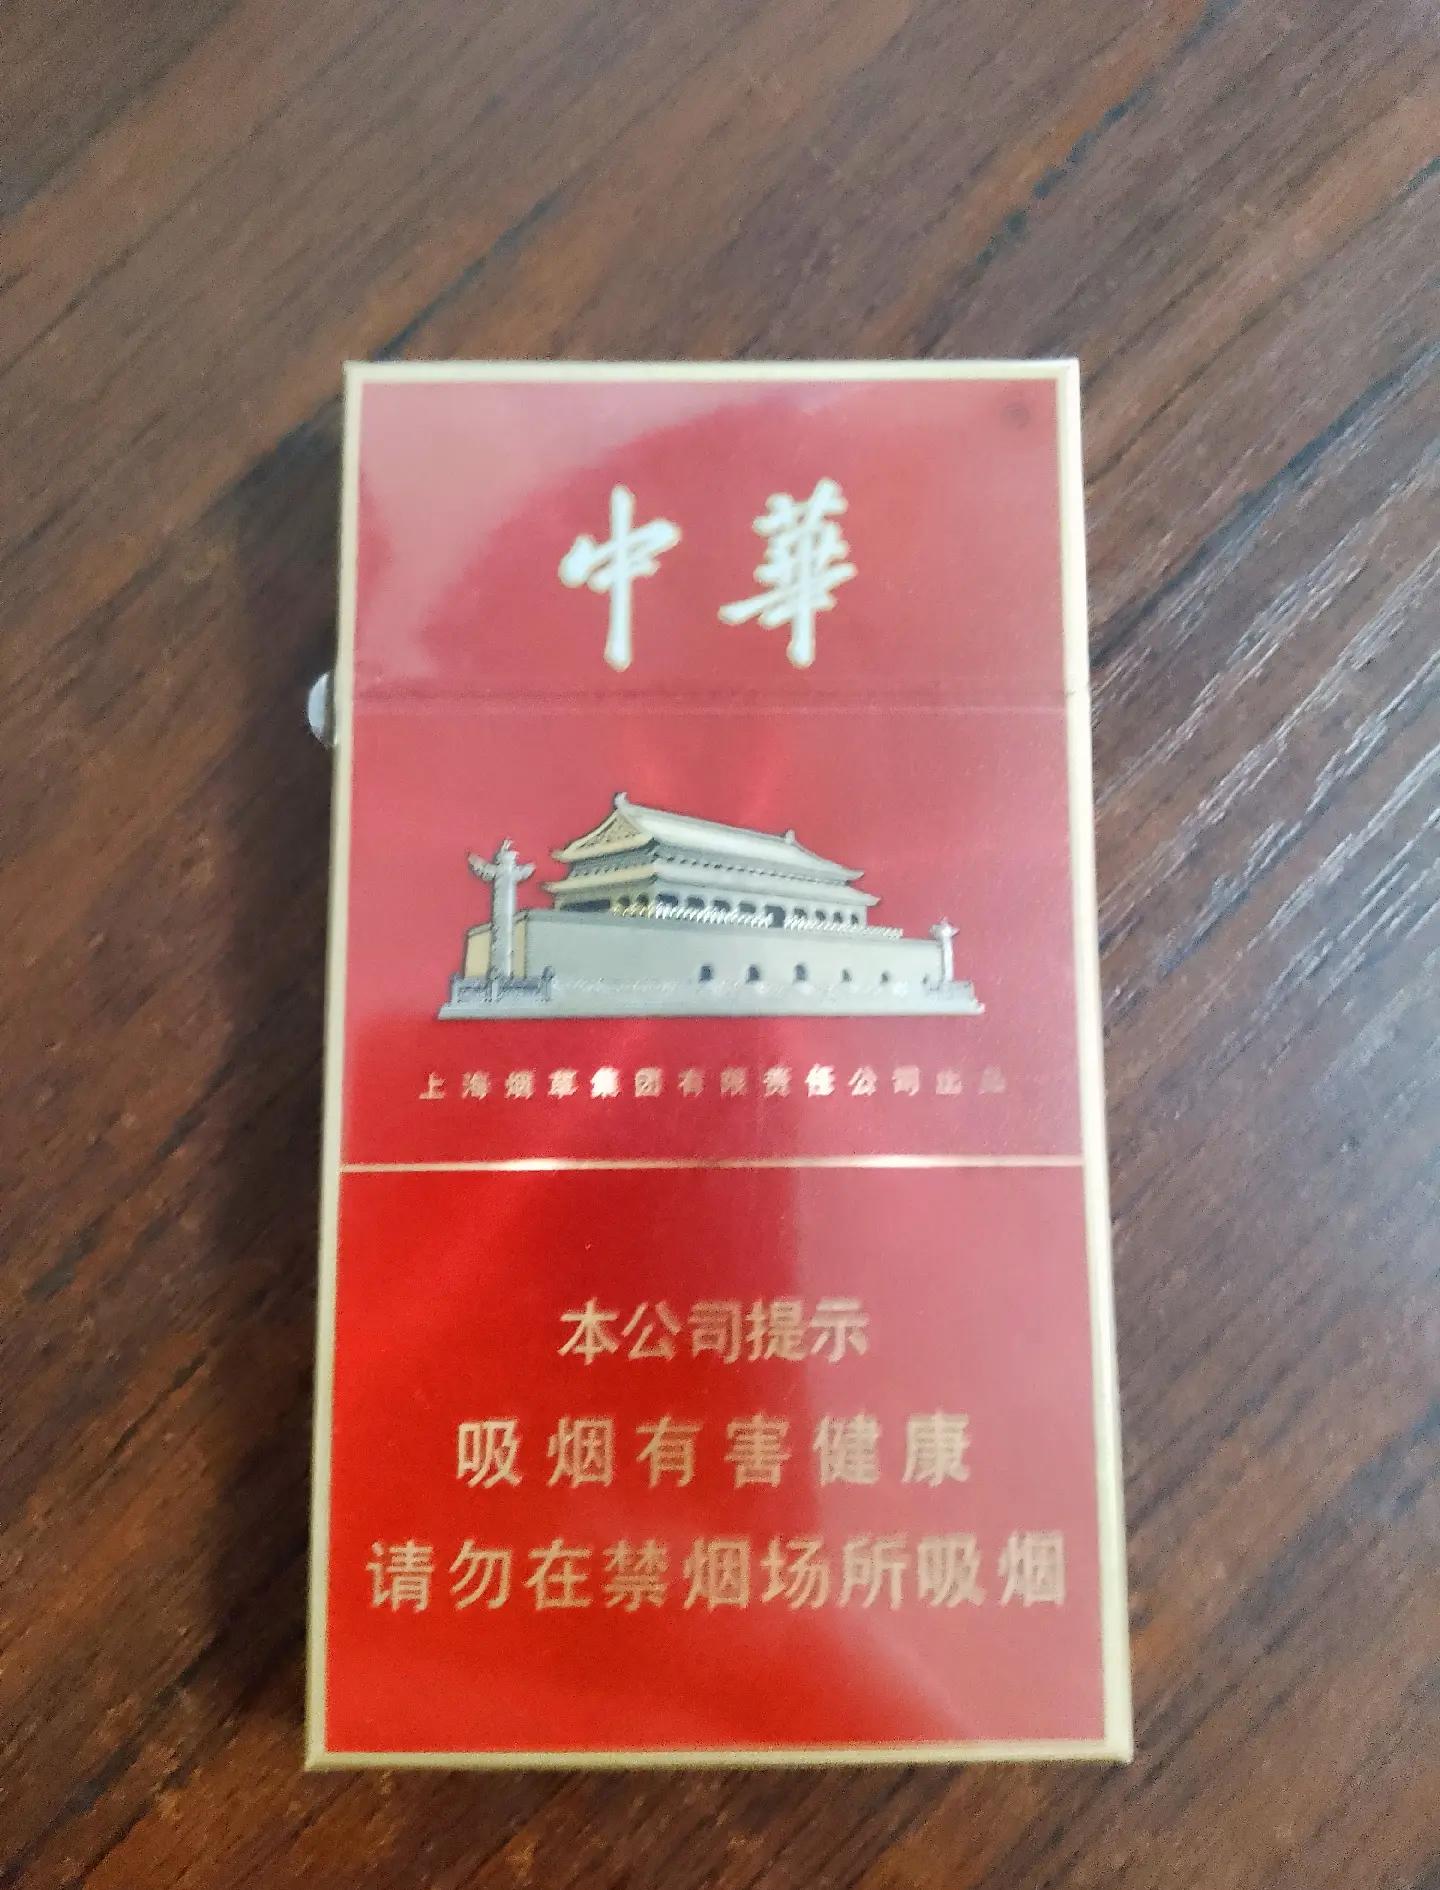 中華
上海烟草集团有限责任公司出品
本公司提示
吸烟有害健康
请勿在禁烟场所吸烟